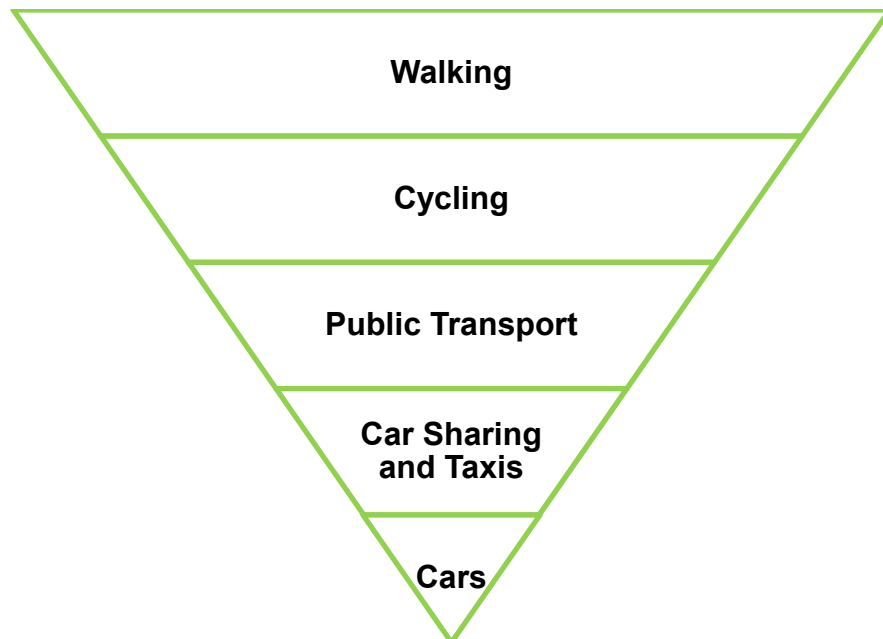 Walking
Cycling
Public Transport
Car Sharing
and Taxis
Cars